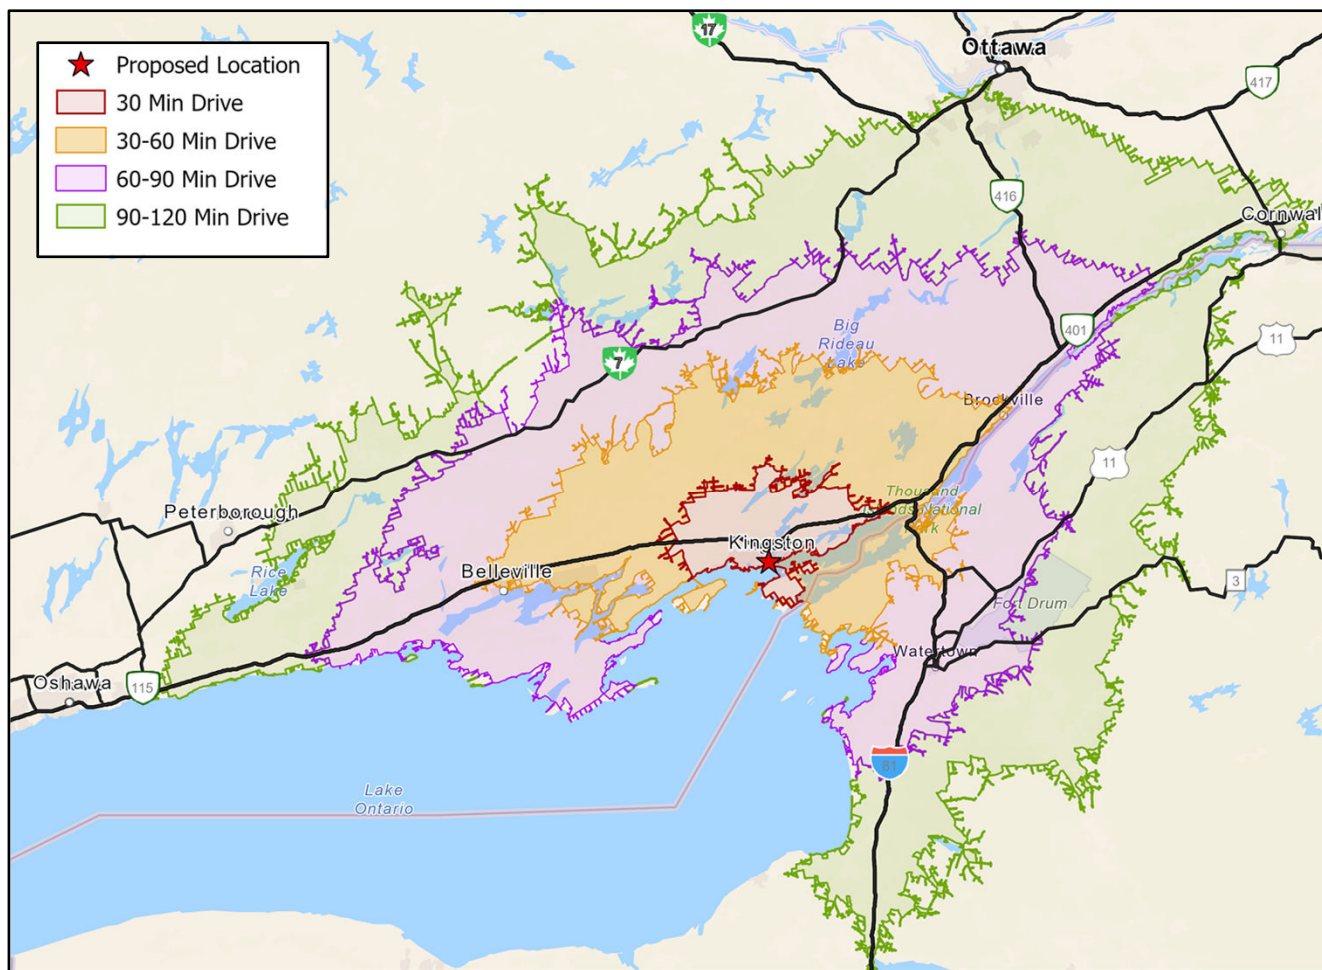 Proposed Location
30 Min Drive
30-60 Min Drive
60-90 Min Drive
90-120 Min Drive
17
Ottawa
417
416
Cornwal
401
11
Big
Rideau
Lake
7
Brockville
11
Peterborough
Thousand
Islands National
rk
Kingston
Belleville
Rice
Lake
3
Fort Drum
Watertown
Oshawa
115
81
Lake
Ontario